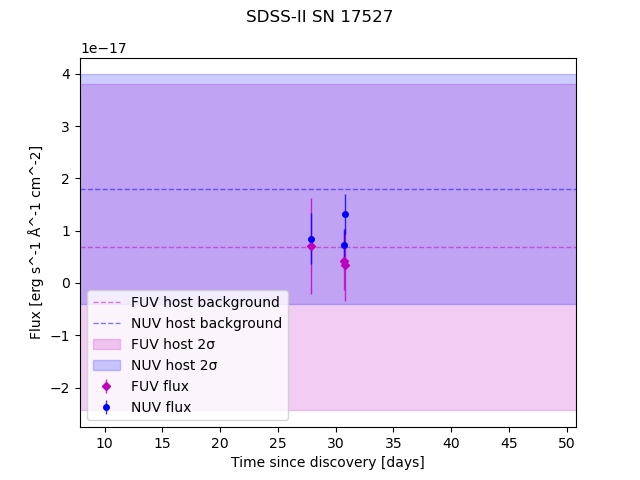 SDSS-II SN 17527
1e−17
Flux [erg s^-1 Å^-1 cm^-2]
4
3
2
1
0
−1
−2
FUV host background
NUV host background
FUV host 2σ
NUV host 2σ
FUV flux
NUV flux
10 15 20 25 30 35 40 45 50
Time since discovery [days]